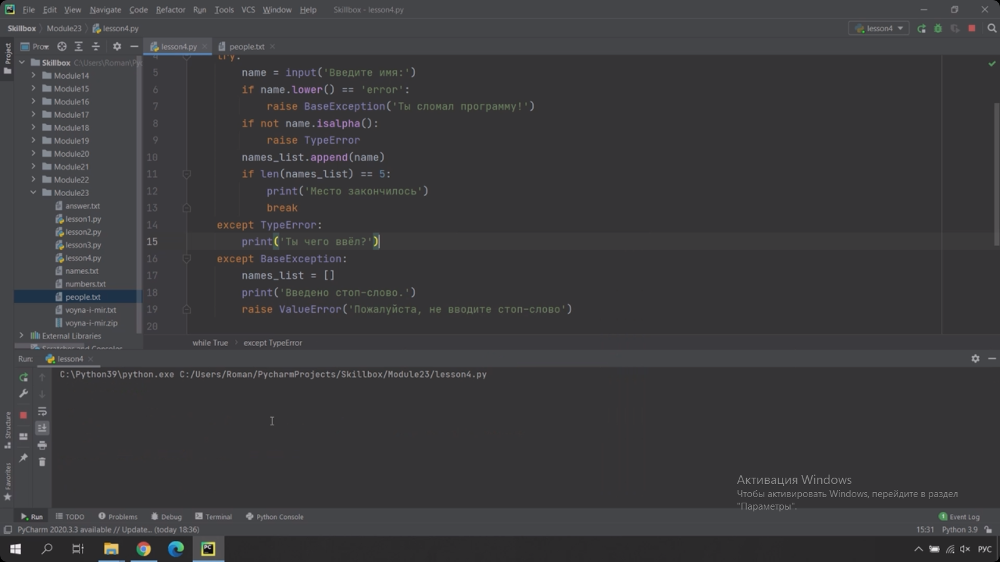 File Edit View Navigate Code Refactor Run Tools VCS Window Help Skillbox - lesson4.py
Skillbox Module23 lesson4.py lesson4
Project
lesson4.py people.txt
Skillbox
Module14
Module15
Module16
Module17
Module18
Module19
Module20
Module21
Module22
Module23
answer.txt
lesson1.py
lesson2.py
lesson3.py
lesson4.py
names.txt
numbers.txt
people.txt
voyna-i-mir.txt
voyna-i-mir.zip
External Libraries
Scratches and Consoles
4 try:
5 name = input('Введите имя:')
6 if name.lower() == 'error':
7 raise BaseException('Ты сломал программу!')
8 if not name.isalpha():
9 raise TypeError
10 names_list.append(name)
11 if len(names_list) == 5:
12 print('Место закончилось')
13 break
14 except TypeError:
15 print('Ты чего ввёл?')
16 except BaseException:
17 names_list = []
18 print('Введено стоп-слово.')
19 raise ValueError('Пожалуйста, не вводите стоп-слово')
20
while True except TypeError
Run: lesson4
C:\Python39\python.exe C:/Users/Roman/PycharmProjects/Skillbox/Module23/lesson4.py
Structure
Favorites
Активация Windows
Чтобы активировать Windows, перейдите в раздел
"Параметры".
Run TODO Problems Debug Terminal Python Console 1 Event Log
PyCharm 2020.3.3 available // Update... (today 18:36) 15:31 Python 3.9
РУС